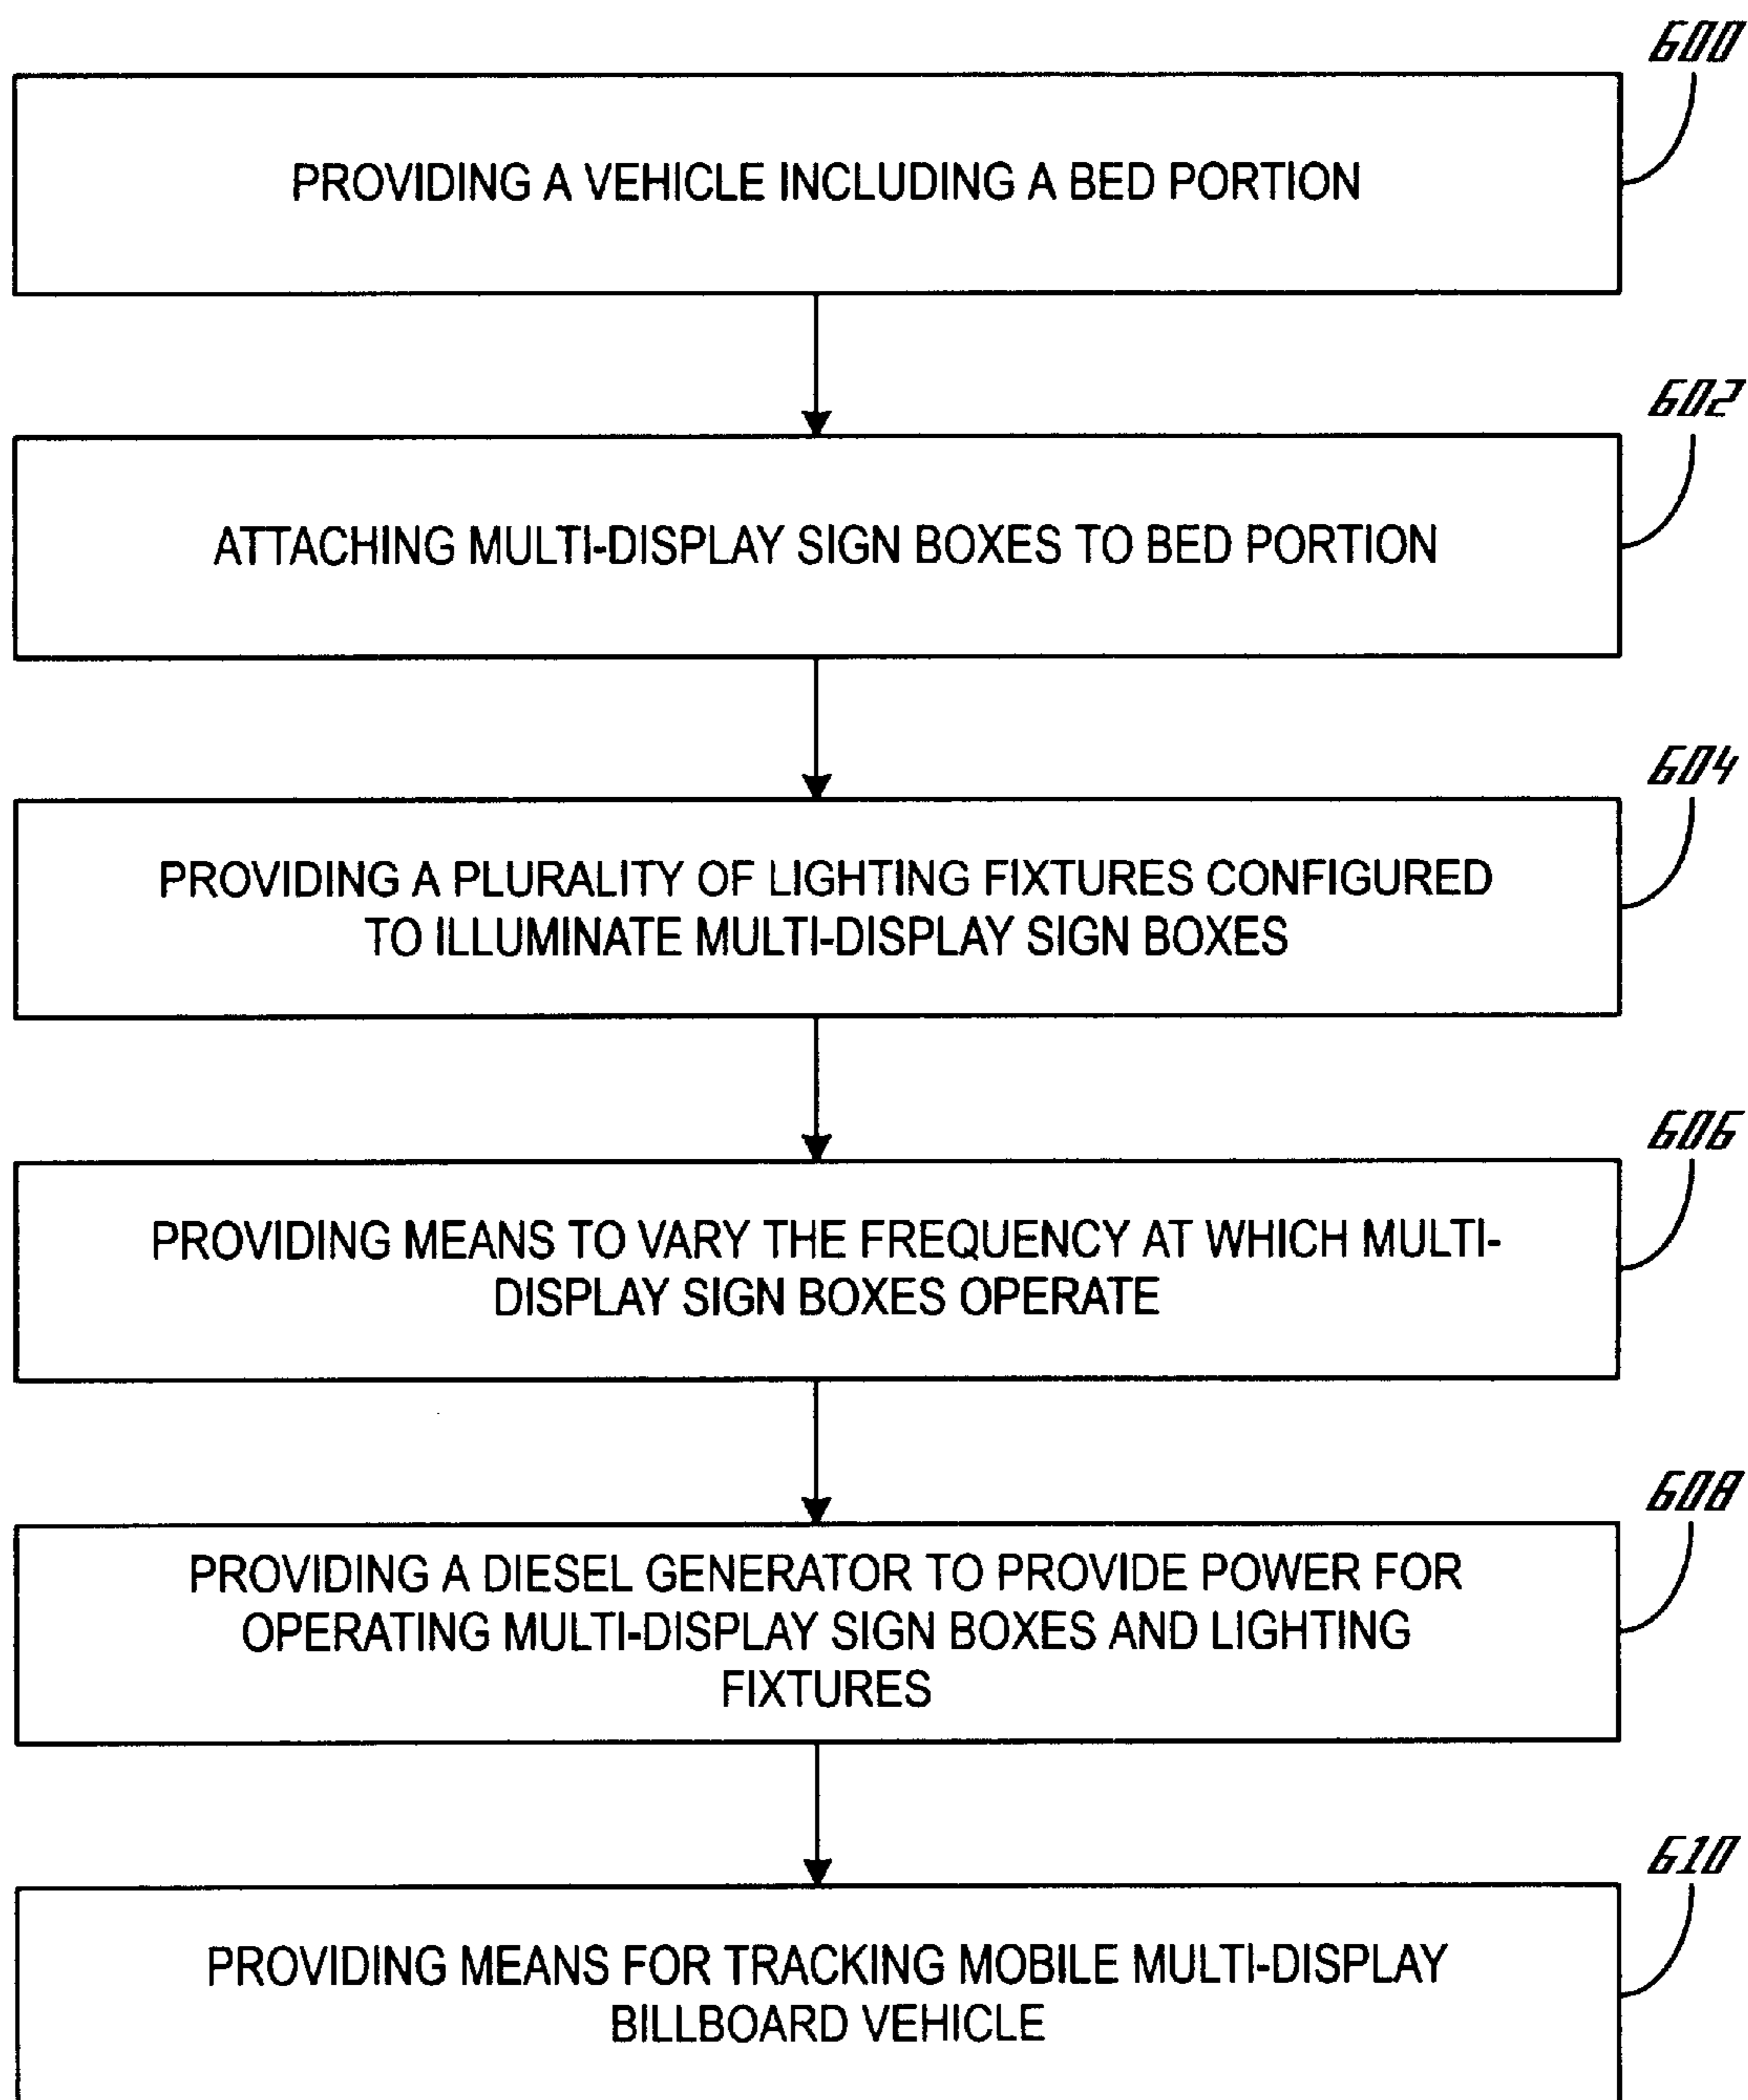 600
PROVIDING A VEHICLE INCLUDING A BED PORTION
602
ATTACHING MULTI-DISPLAY SIGN BOXES TO BED PORTION
604
PROVIDING A PLURALITY OF LIGHTING FIXTURES CONFIGURED
TO ILLUMINATE MULTI-DISPLAY SIGN BOXES
606
PROVIDING MEANS TO VARY THE FREQUENCY AT WHICH MULTI-
DISPLAY SIGN BOXES OPERATE
608
PROVIDING A DIESEL GENERATOR TO PROVIDE POWER FOR
OPERATING MULTI-DISPLAY SIGN BOXES AND LIGHTING
FIXTURES
610
PROVIDING MEANS FOR TRACKING MOBILE MULTI-DISPLAY
BILLBOARD VEHICLE